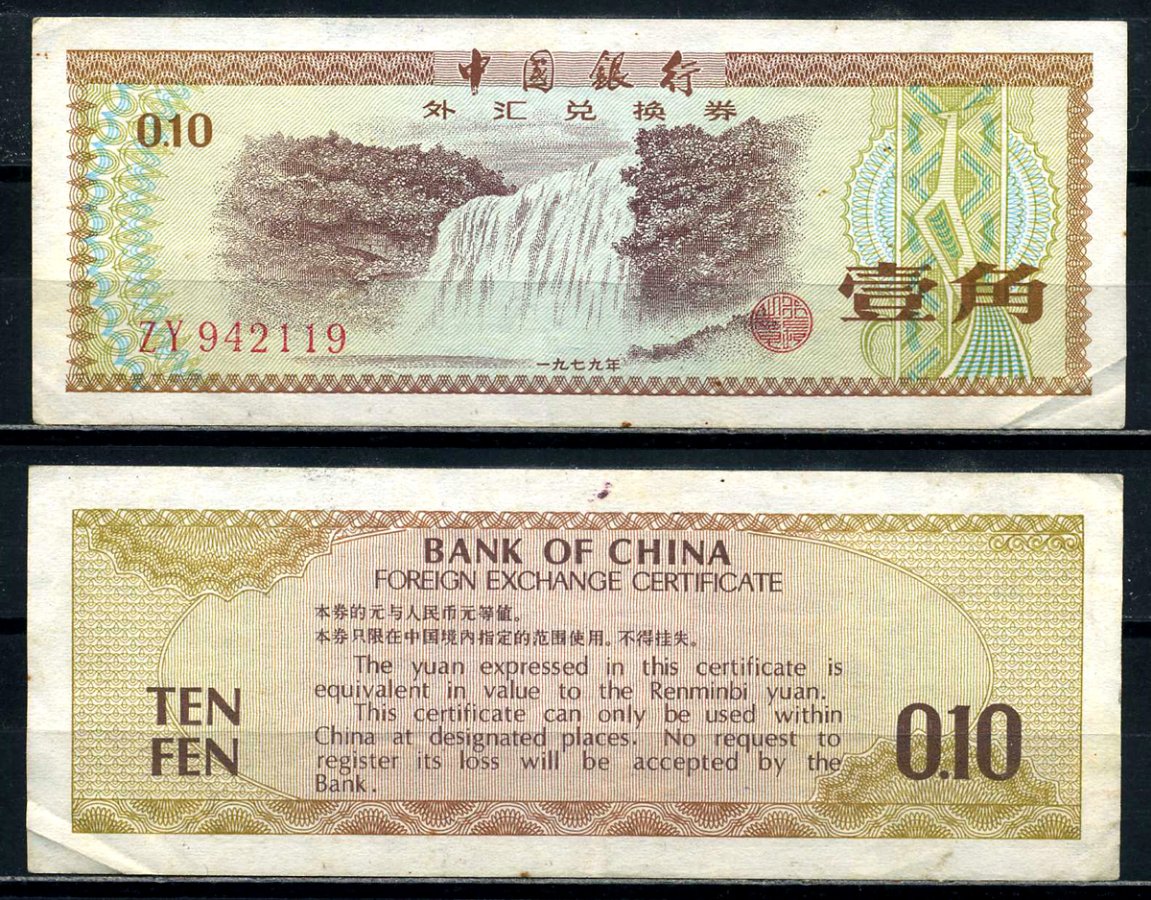 中国银行
外汇兑换券
0.10
壹角
ZY 942119
一九七九年
BANK OF CHINA
FOREIGN EXCHANGE CERTIFICATE
本券的元与人民币元等值。
本券只限在中国境内指定的范围使用。不得挂失。
The yuan expressed in this certificate is
equivalent in value to the Renminbi yuan.
This certificate can only be used within
China at designated places. No request to
register its loss will be accepted by the
Bank.
TEN
FEN
0.10